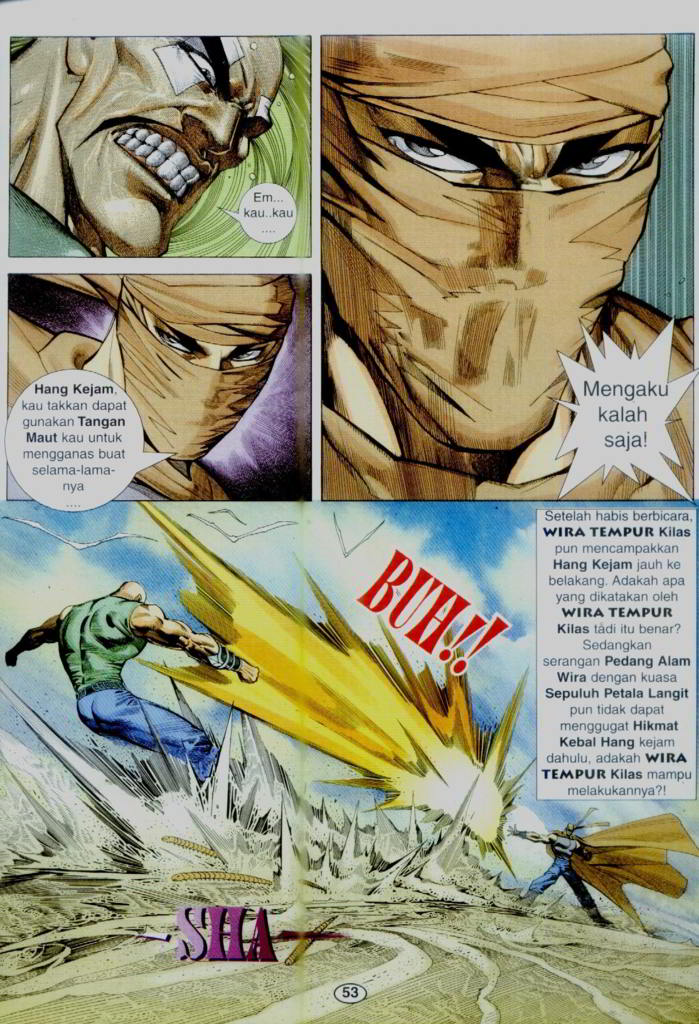 Em...
kau..kau
....
Mengaku
kalah
saja!
Hang Kejam,
kau takkan dapat
gunakan Tangan
Maut kau untuk
mengganas buat
selama-lama-
nya
....
Setelah habis berbicara,
WIRA TEMPUR Kilas
pun mencampakkan
Hang Kejam jauh ke
belakang. Adakah apa
yang dikatakan oleh
WIRA TEMPUR
Kilas tâdi itu benar?
Sedangkan
serangan Pedang Alam
Wira dengan kuasa
Sepuluh Petala Langit
pun tidak dapat
menggugat Hikmat
Kebal Hang kejam
dahulu, adakah WIRA
TEMPUR Kilas mampu
melakukannya?!
BUH!!
SHA
53